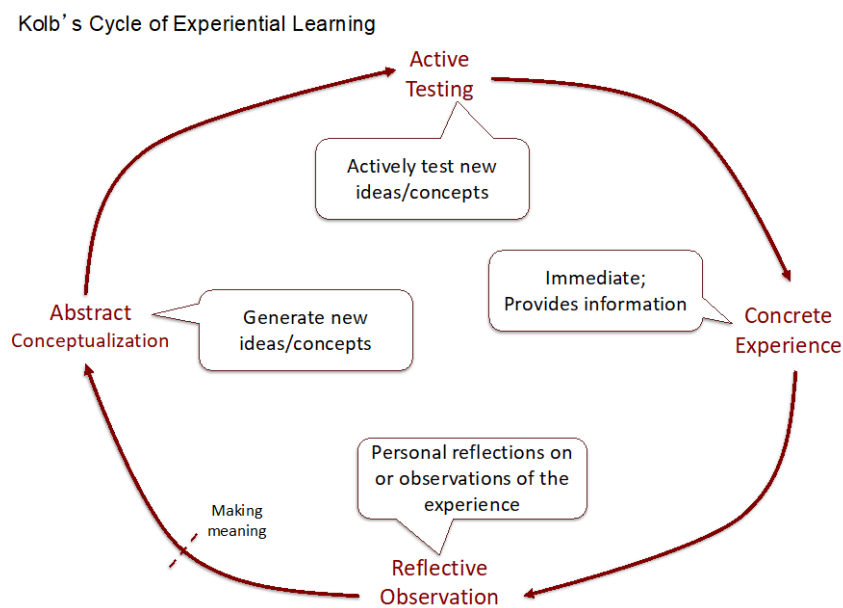 Kolb’s Cycle of Experiential Learning
Active
Testing
Actively test new
ideas/concepts
Immediate;
Provides information
Concrete
Experience
Abstract
Conceptualization
Generate new
ideas/concepts
Personal reflections on
or observations of the
experience
Making
meaning
Reflective
Observation